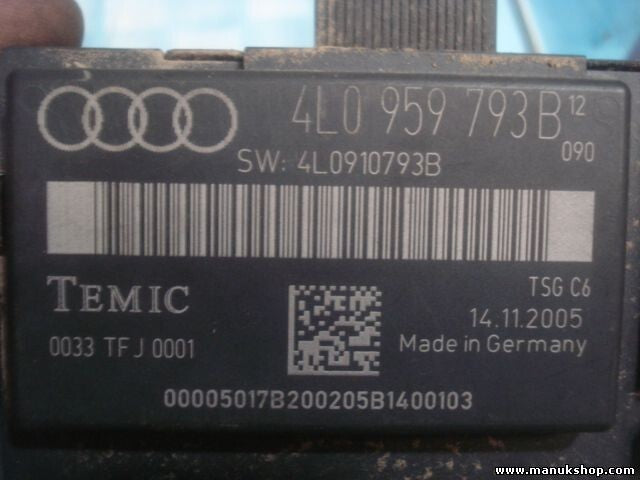 4L0 959 793 B 12
090
SW: 4L0910793B
TEMIC
TSG C6
14.11.2005
0033 TFJ 0001
Made in Germany
00005017B200205B1400103
www.manukshop.com